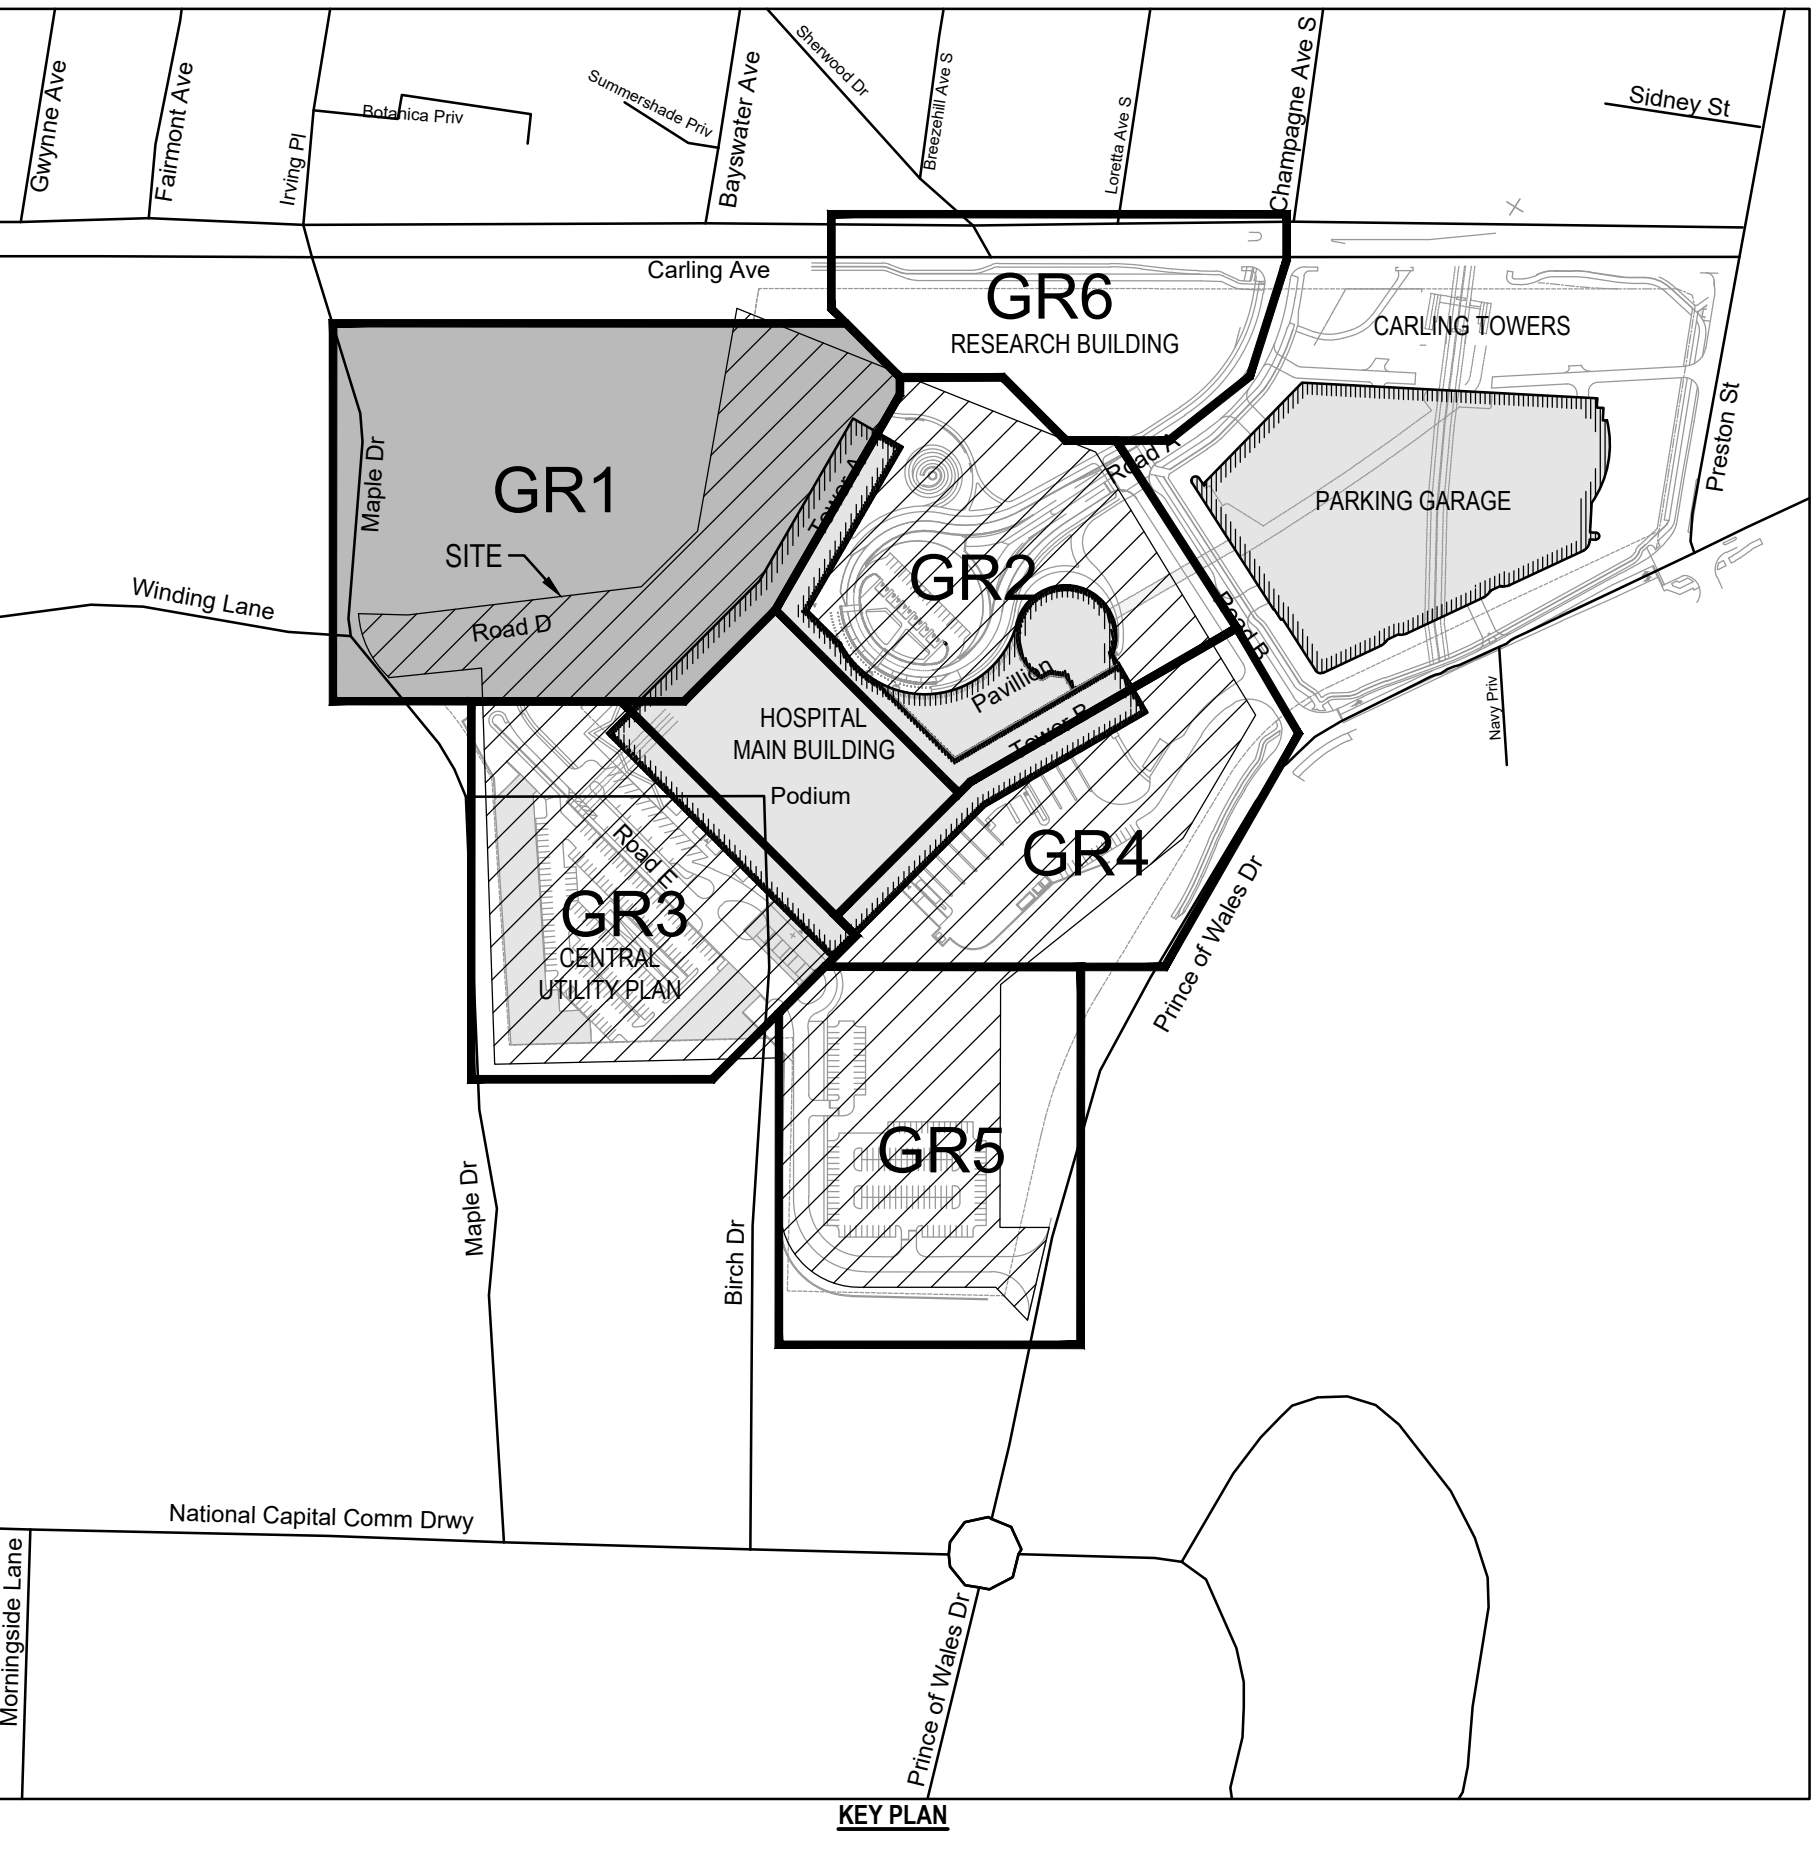 Gwynne Ave
Fairmont Ave
Irving Pl
Botanica Priv
Summershade Priv
Bayswater Ave
Sherwood Dr
Breezehill Ave S
Loretta Ave S
Champagne Ave S
Sidney St
Carling Ave
GR6
RESEARCH BUILDING
CARLING TOWERS
Preston St
Maple Dr
GR1
SITE
Tower A
Road A
PARKING GARAGE
GR2
Winding Lane
Road D
Road B
Pavillion
Tower B
Navy Priv
HOSPITAL
MAIN BUILDING
Podium
Road E
GR3
CENTRAL
UTILITY PLAN
GR4
Prince of Wales Dr
GR5
Maple Dr
Birch Dr
National Capital Comm Drwy
Morningside Lane
Prince of Wales Dr
KEY PLAN